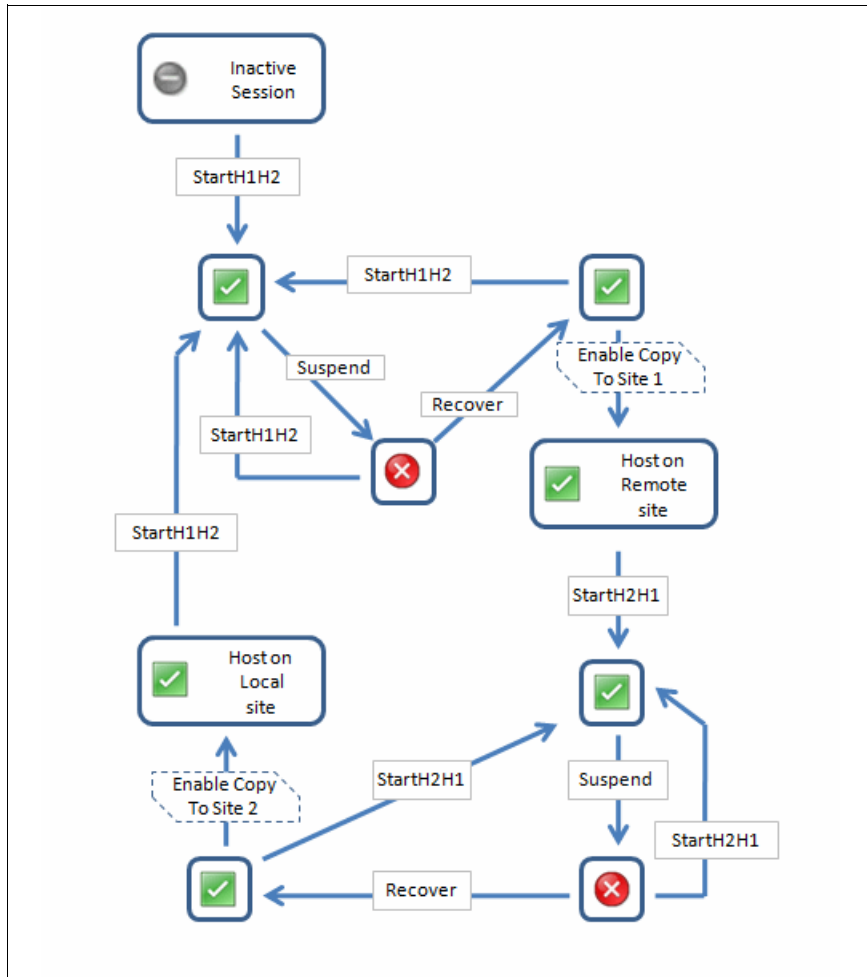 Inactive
Session
StartH1H2
StartH1H2
Enable Copy
To Site 1
Suspend
Recover
StartH1H2
Host on
Remote
site
StartH1H2
StartH2H1
Host on
Local
site
Enable Copy
To Site 2
StartH2H1
Suspend
StartH2H1
Recover